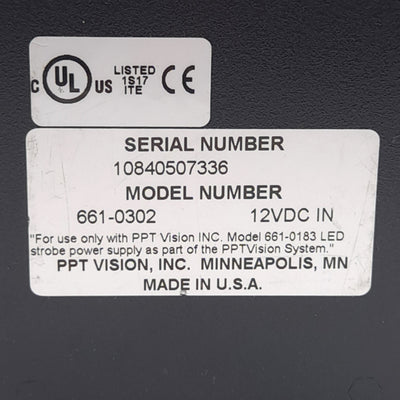 C UL US LISTED
1S17
ITE CE
SERIAL NUMBER
10840507336
MODEL NUMBER
661-0302 12VDC IN
"For use only with PPT Vision INC. Model 661-0183 LED
strobe power supply as part of the PPTVision System."
PPT VISION, INC. MINNEAPOLIS, MN
MADE IN U.S.A.